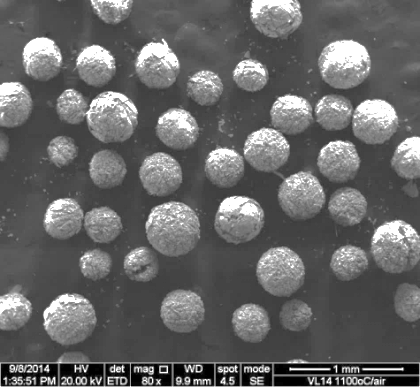 9/8/2014 HV det mag □ WD spot mode 1 mm
1:35:51 PM 20.00 kV ETD 80 x 9.9 mm 4.5 SE VL14 1100oC/air